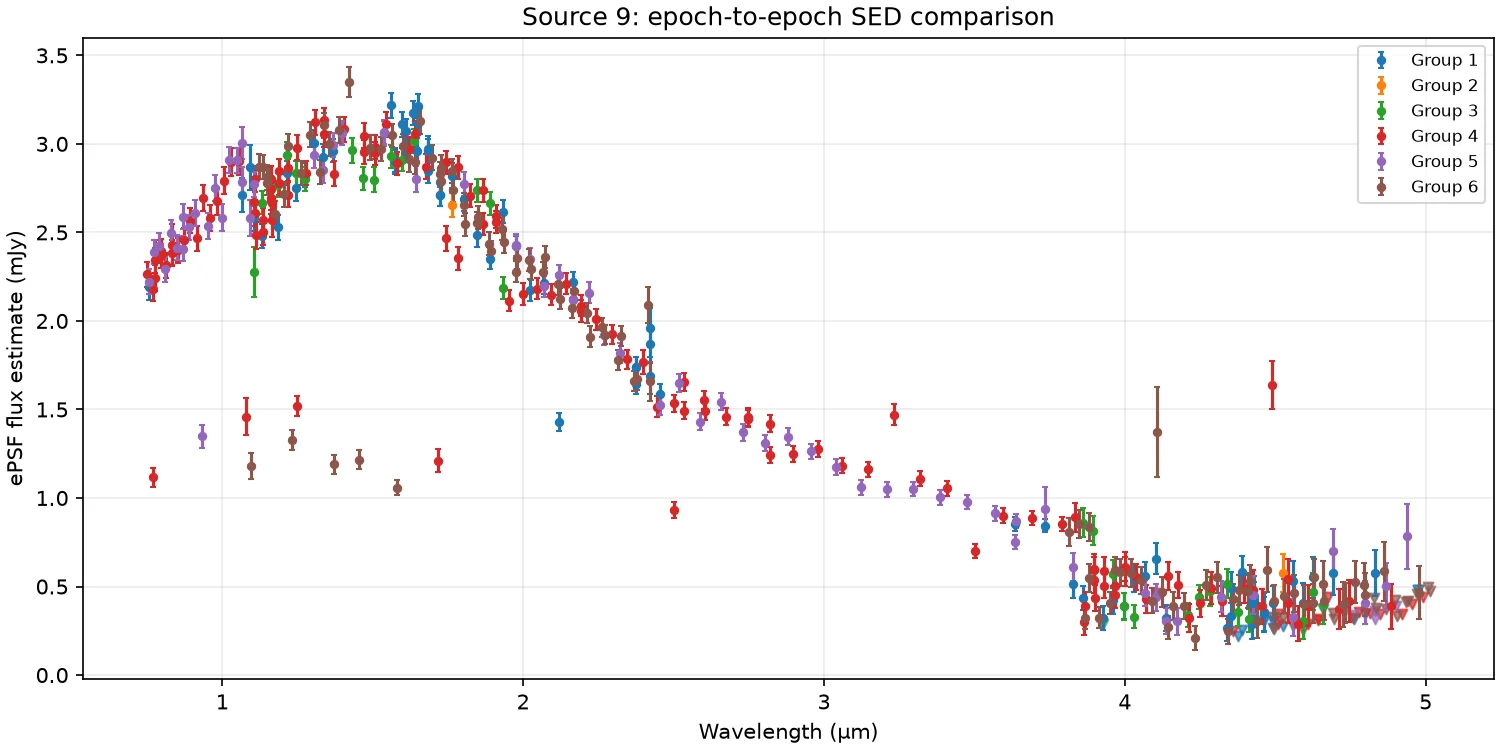 Source 9: epoch-to-epoch SED comparison
ePSF flux estimate (mJy)
3.5
3.0
2.5
2.0
1.5
1.0
0.5
0.0
Group 1
Group 2
Group 3
Group 4
Group 5
Group 6
1
2
3
4
5
Wavelength (μm)